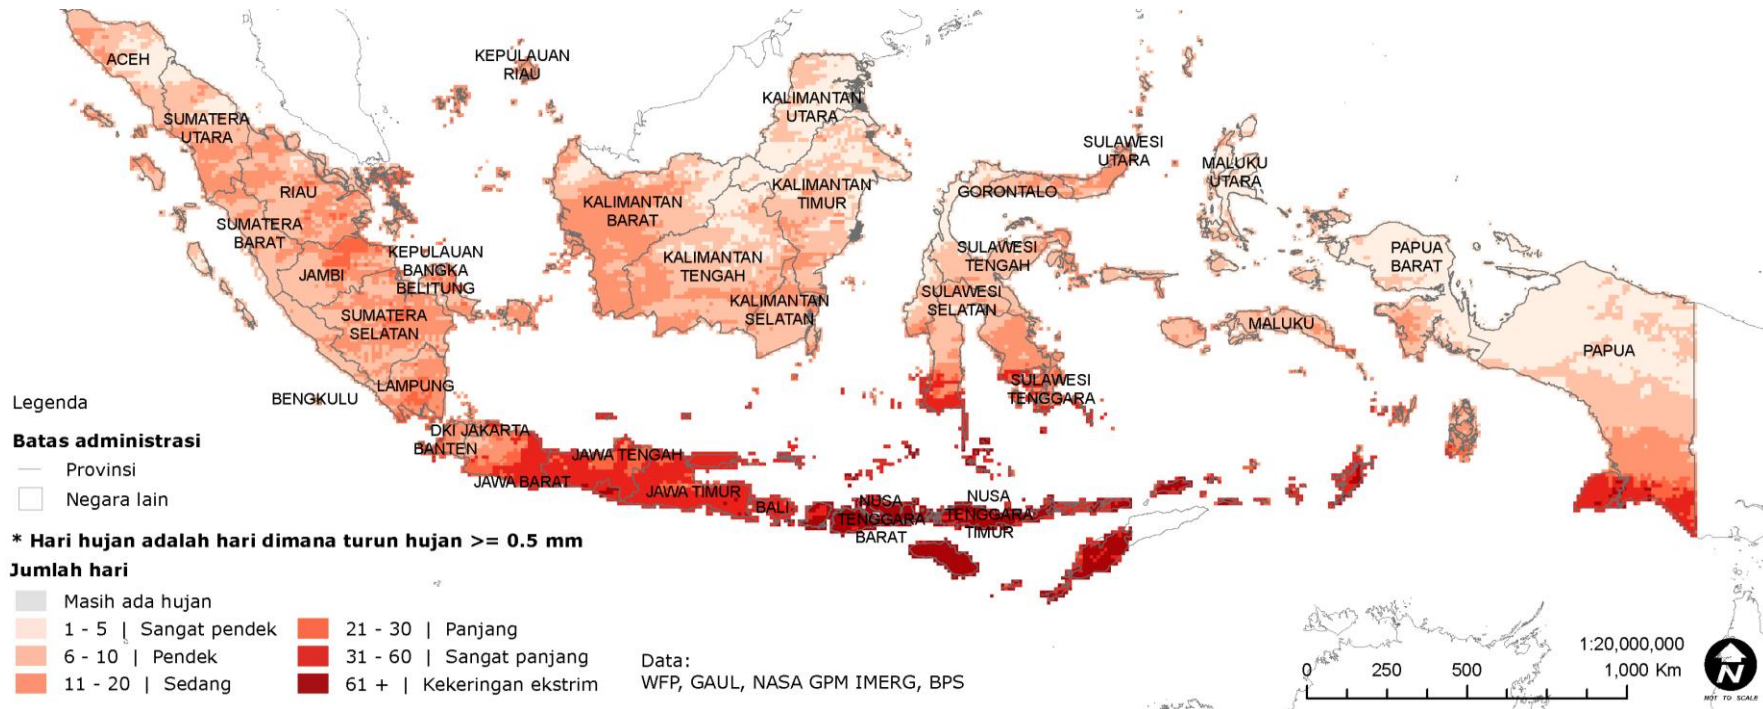 ACEH
KEPULAUAN
RIAU
SUMATERA
UTARA
KALIMANTAN
UTARA
SULAWESI
UTARA
MALUKU
UTARA
RIAU
KALIMANTAN
BARAT
KALIMANTAN
TIMUR
GORONTALO
SUMATERA
BARAT
KEPULAUAN
BANGKA
BELITUNG
JAMBI
KALIMANTAN
TENGAH
SULAWESI
TENGAH
PAPUA
BARAT
SUMATERA
SELATAN
KALIMANTAN
SELATAN
SULAWESI
SELATAN
MALUKU
PAPUA
LAMPUNG
BENGKULU
SULAWESI
TENGGARA
DKI JAKARTA
BANTEN
JAWA TENGAH
JAWA BARAT
JAWA TIMUR
BALI
NUSA
TENGGARA
BARAT
NUSA
TENGGARA
TIMUR
Legenda
Batas administrasi
Provinsi
Negara lain
* Hari hujan adalah hari dimana turun hujan >= 0.5 mm
Jumlah hari
Masih ada hujan
1 - 5 | Sangat pendek
6 - 10 | Pendek
11 - 20 | Sedang
21 - 30 | Panjang
31 - 60 | Sangat panjang
61 + | Kekeringan ekstrim
Data:
WFP, GAUL, NASA GPM IMERG, BPS
1:20,000,000
0 250 500 1,000 Km
N
NOT TO SCALE